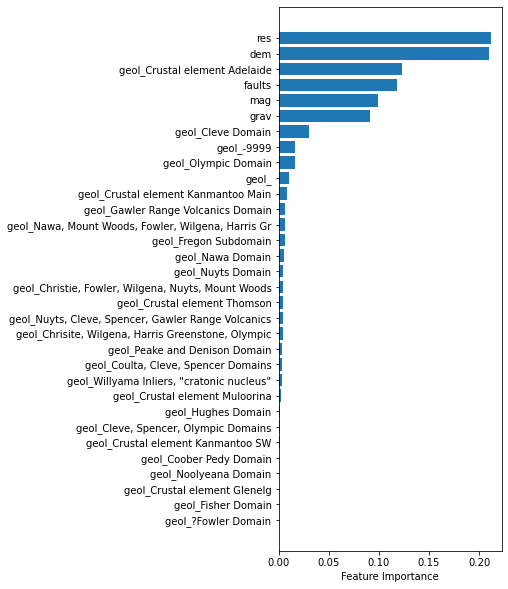 res
dem
geol_Crustal element Adelaide
faults
mag
grav
geol_Cleve Domain
geol_-9999
geol_Olympic Domain
geol_
geol_Crustal element Kanmantoo Main
geol_Gawler Range Volcanics Domain
geol_Nawa, Mount Woods, Fowler, Wilgena, Harris Gr
geol_Fregon Subdomain
geol_Nawa Domain
geol_Nuyts Domain
geol_Christie, Fowler, Wilgena, Nuyts, Mount Woods
geol_Crustal element Thomson
geol_Nuyts, Cleve, Spencer, Gawler Range Volcanics
geol_Chrisite, Wilgena, Harris Greenstone, Olympic
geol_Peake and Denison Domain
geol_Coulta, Cleve, Spencer Domains
geol_Willyama Inliers, "cratonic nucleus"
geol_Crustal element Muloorina
geol_Hughes Domain
geol_Cleve, Spencer, Olympic Domains
geol_Crustal element Kanmantoo SW
geol_Coober Pedy Domain
geol_Noolyeana Domain
geol_Crustal element Glenelg
geol_Fisher Domain
geol_?Fowler Domain
0.00 0.05 0.10 0.15 0.20
Feature Importance